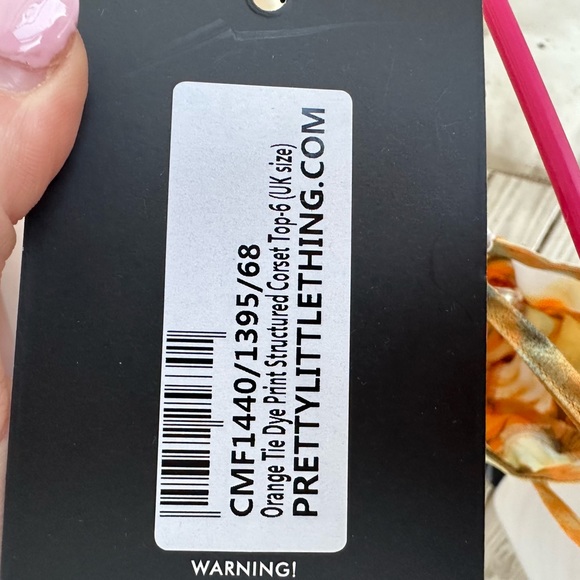 CMF1440/1395/68
Orange Tie Dye Print Structured Corset Top-6 (UK size)
PRETTYLITTLETHING.COM
WARNING!